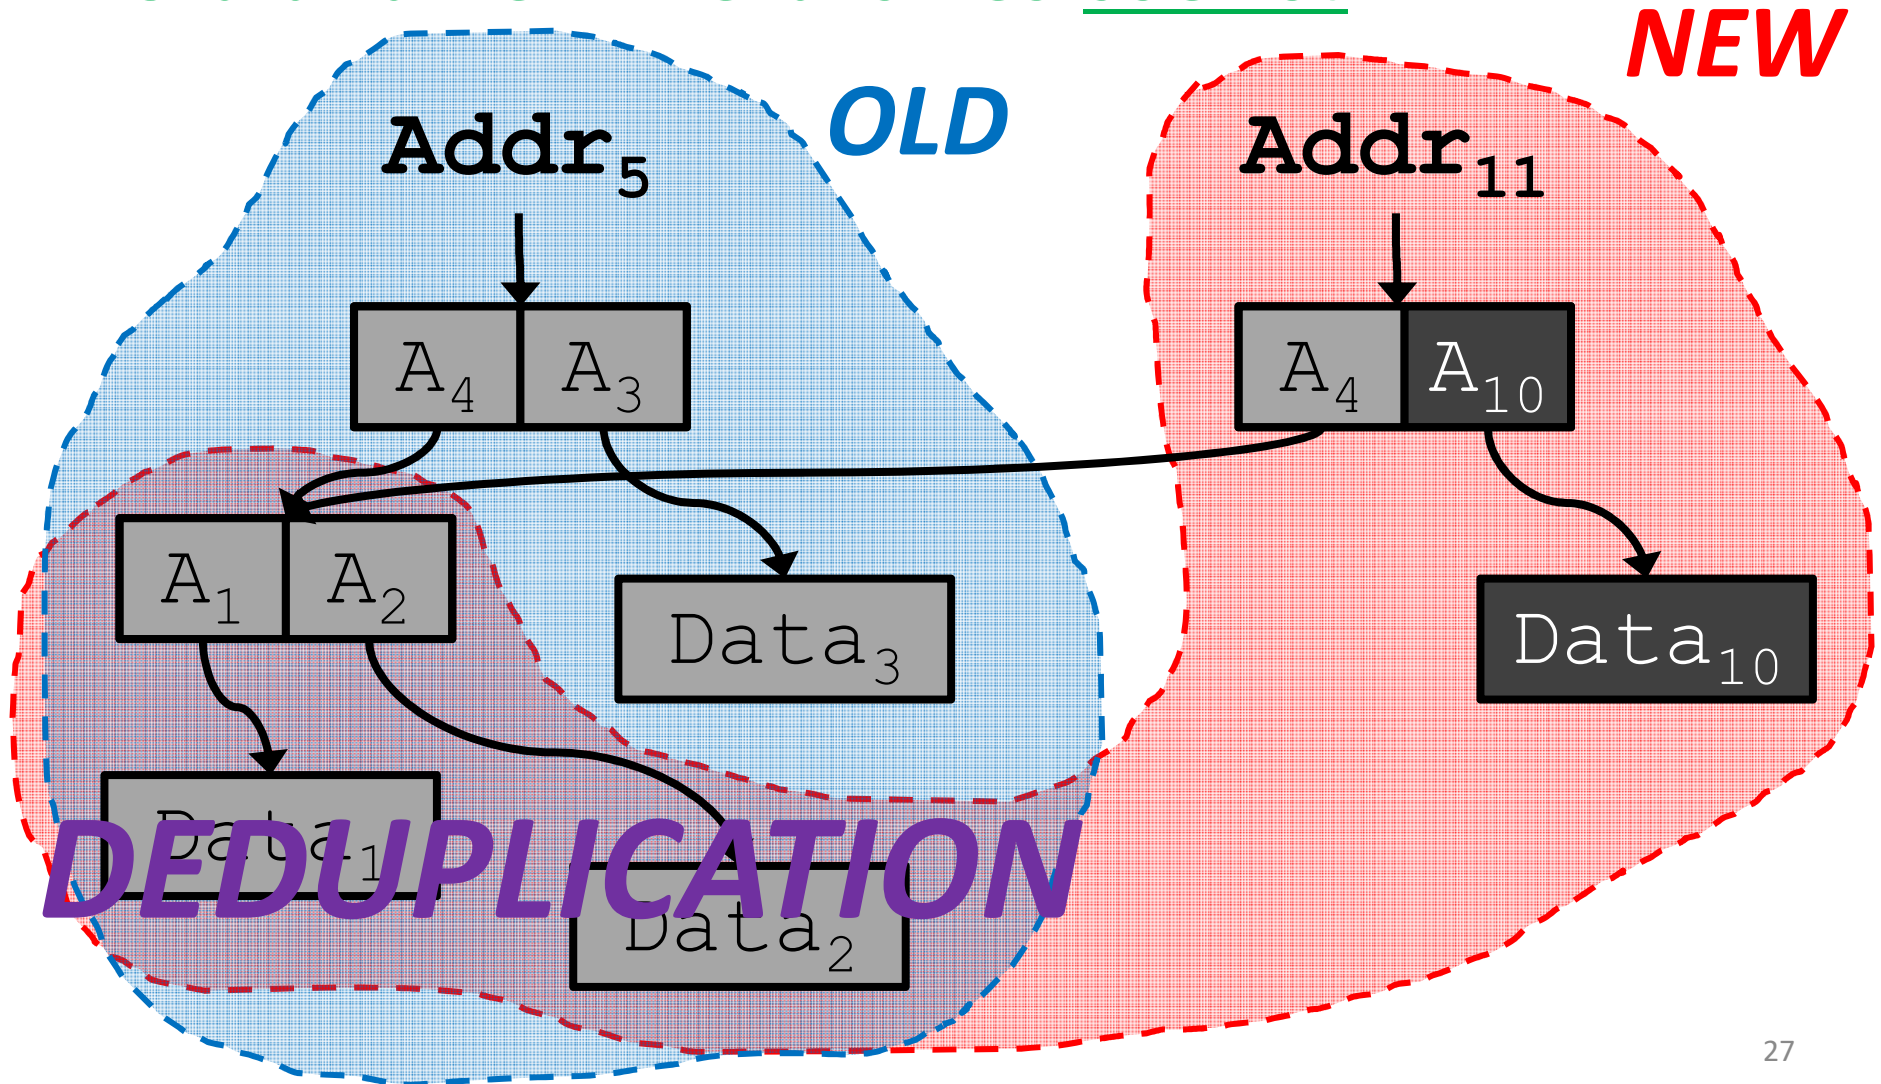 NEW
OLD
Addr5 Addr11
A4 A3 A4 A10
A1 A2
Data3 Data10
Data1
DEDUPLICATION
Data2
27